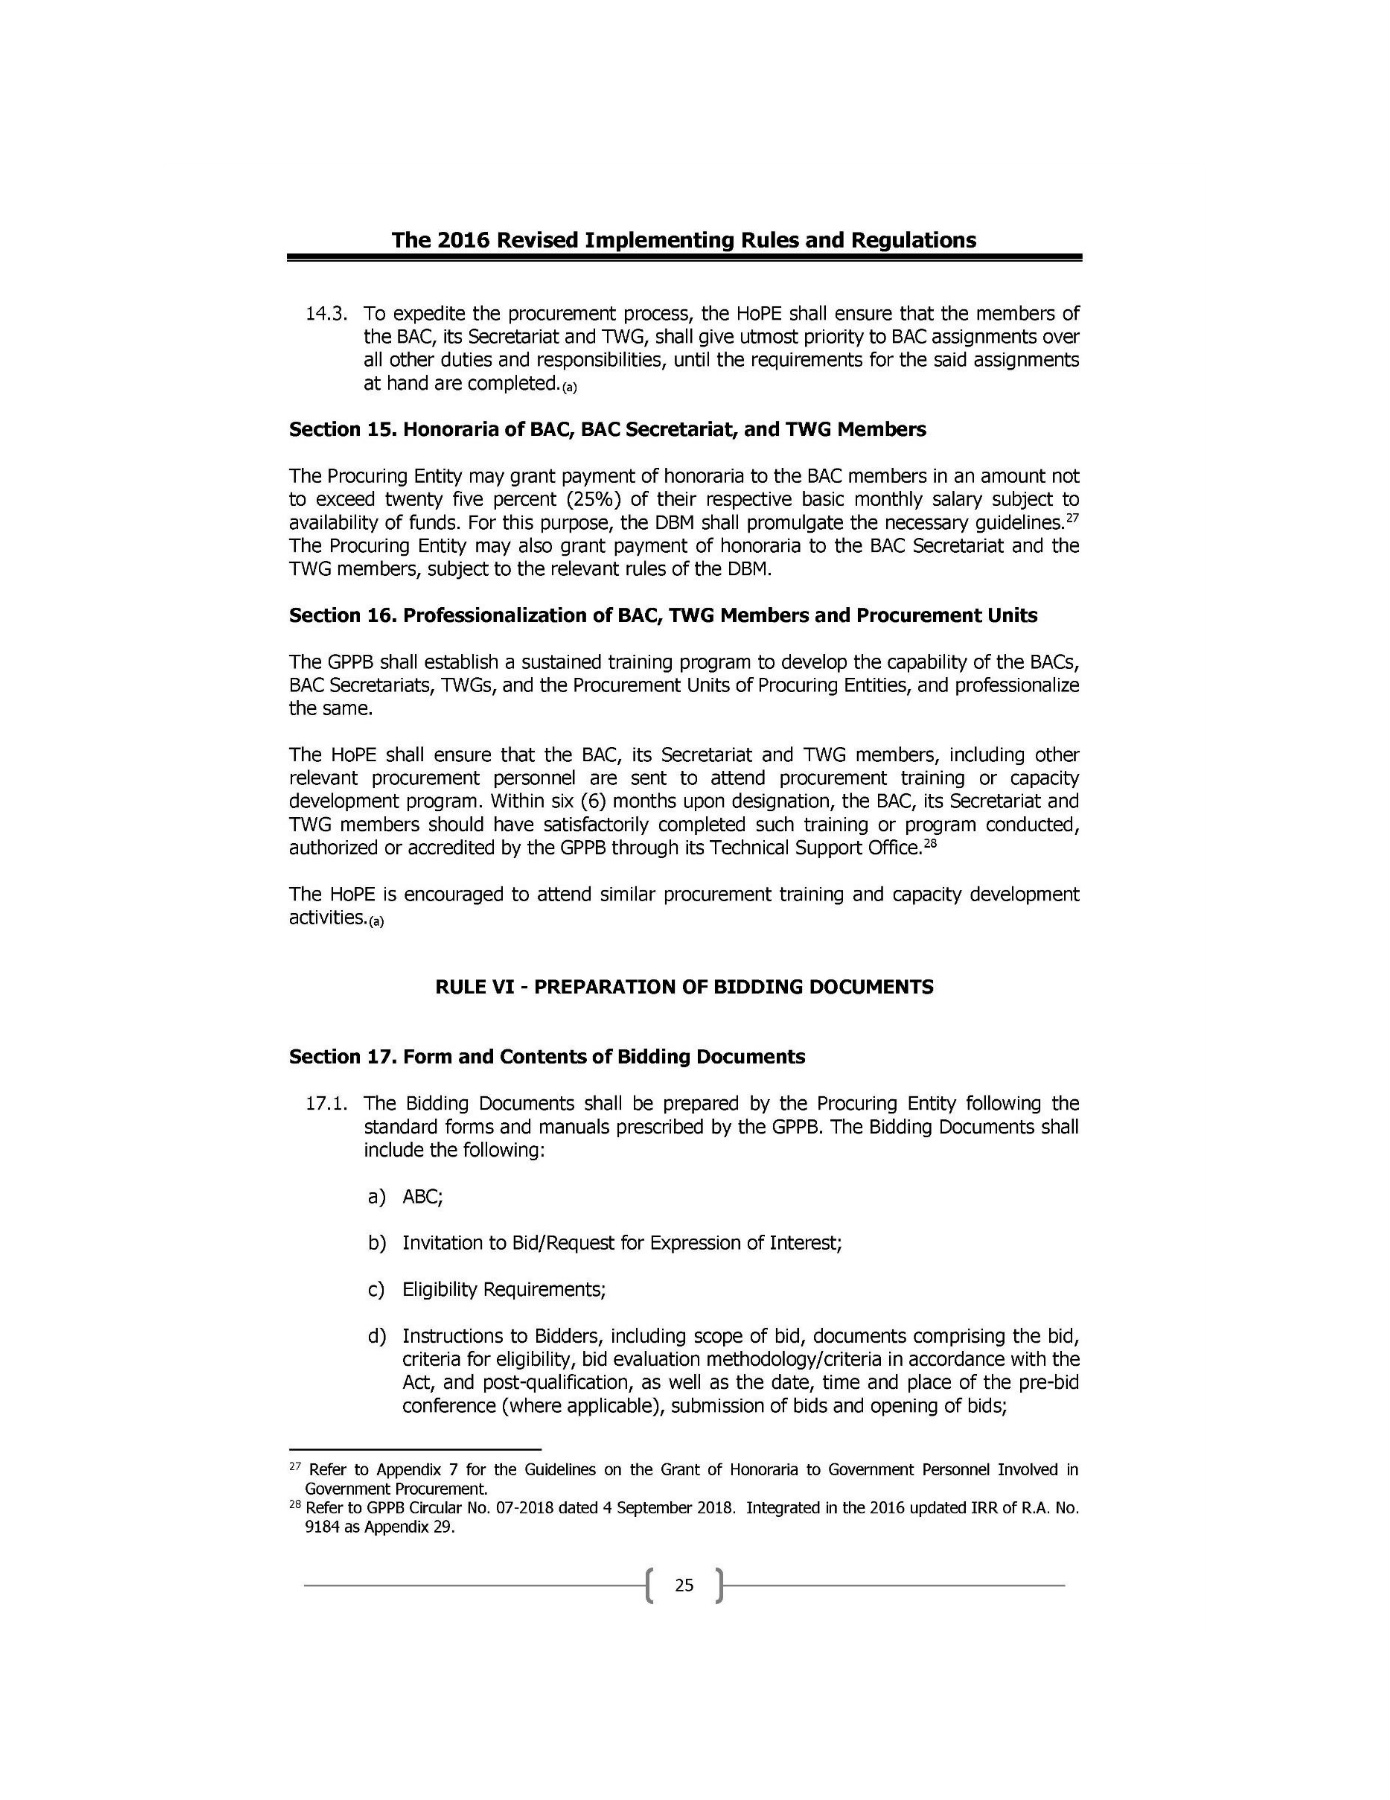 The 2016 Revised Implementing Rules and Regulations
14.3. To expedite the procurement process, the HoPE shall ensure that the members of
the BAC, its Secretariat and TWG, shall give utmost priority to BAC assignments over
all other duties and responsibilities, until the requirements for the said assignments
at hand are completed.(a)
Section 15. Honoraria of BAC, BAC Secretariat, and TWG Members
The Procuring Entity may grant payment of honoraria to the BAC members in an amount not
to exceed twenty five percent (25%) of their respective basic monthly salary subject to
availability of funds. For this purpose, the DBM shall promulgate the necessary guidelines.27
The Procuring Entity may also grant payment of honoraria to the BAC Secretariat and the
TWG members, subject to the relevant rules of the DBM.
Section 16. Professionalization of BAC, TWG Members and Procurement Units
The GPPB shall establish a sustained training program to develop the capability of the BACs,
BAC Secretariats, TWGs, and the Procurement Units of Procuring Entities, and professionalize
the same.
The HoPE shall ensure that the BAC, its Secretariat and TWG members, including other
relevant procurement personnel are sent to attend procurement training or capacity
development program. Within six (6) months upon designation, the BAC, its Secretariat and
TWG members should have satisfactorily completed such training or program conducted,
authorized or accredited by the GPPB through its Technical Support Office.28
The HoPE is encouraged to attend similar procurement training and capacity development
activities.(a)
RULE VI - PREPARATION OF BIDDING DOCUMENTS
Section 17. Form and Contents of Bidding Documents
17.1. The Bidding Documents shall be prepared by the Procuring Entity following the
standard forms and manuals prescribed by the GPPB. The Bidding Documents shall
include the following:
a) ABC;
b) Invitation to Bid/Request for Expression of Interest;
c) Eligibility Requirements;
d) Instructions to Bidders, including scope of bid, documents comprising the bid,
criteria for eligibility, bid evaluation methodology/criteria in accordance with the
Act, and post-qualification, as well as the date, time and place of the pre-bid
conference (where applicable), submission of bids and opening of bids;
27 Refer to Appendix 7 for the Guidelines on the Grant of Honoraria to Government Personnel Involved in
Government Procurement.
28 Refer to GPPB Circular No. 07-2018 dated 4 September 2018. Integrated in the 2016 updated IRR of R.A. No.
9184 as Appendix 29.
25